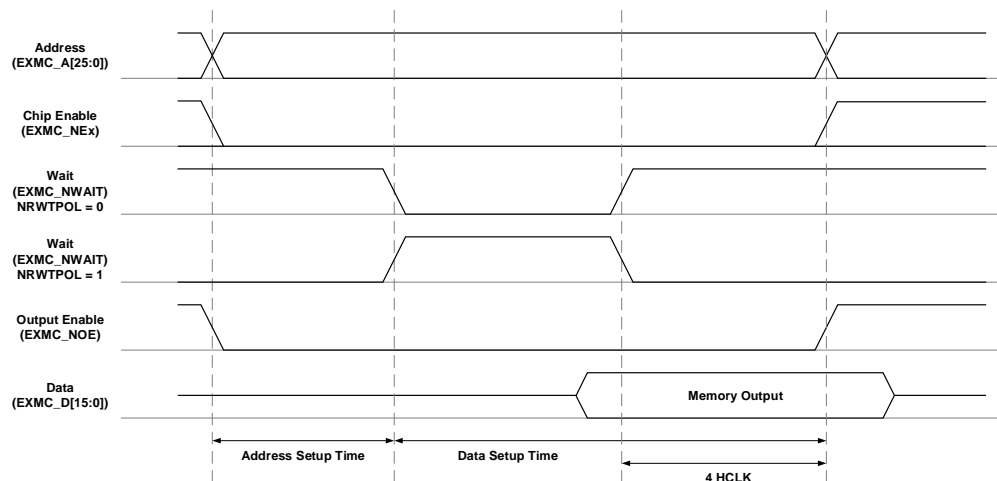 Address
(EXMC_A[25:0])
Chip Enable
(EXMC_NEx)
Wait
(EXMC_NWAIT)
NRWTPOL = 0
Wait
(EXMC_NWAIT)
NRWTPOL = 1
Output Enable
(EXMC_NOE)
Data
(EXMC_D[15:0])
Memory Output
Address Setup Time
Data Setup Time
4 HCLK